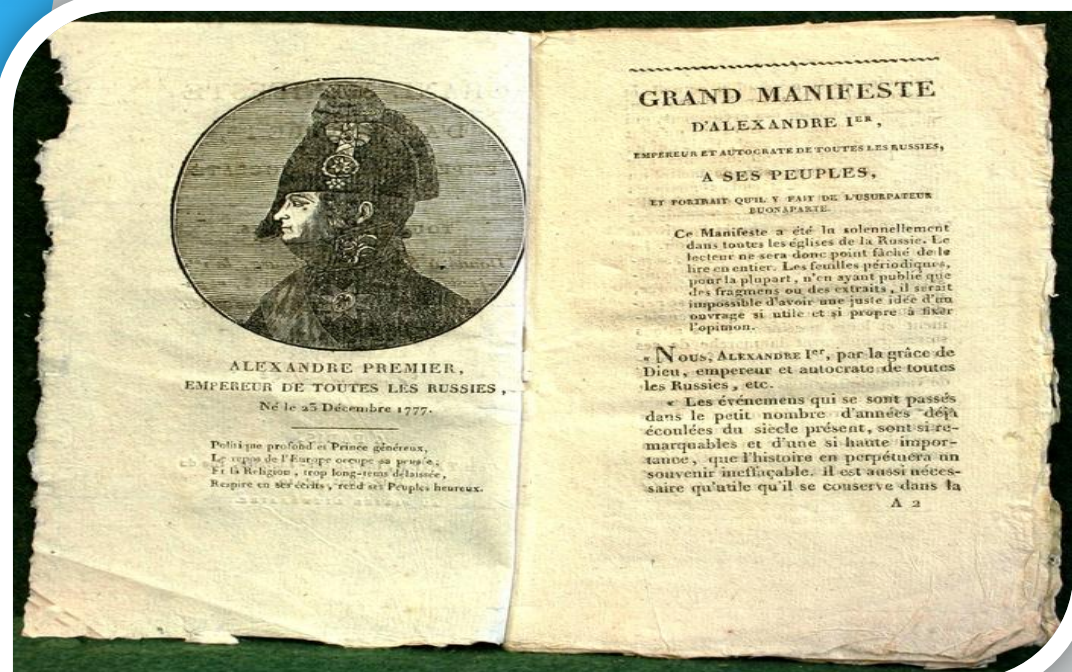 ALEXANDRE PREMIER,
EMPEREUR DE TOUTES LES RUSSIES,
Né le 23 Décembre 1777.
Politique profond et Prince généreux,
Le repos de l'Europe occupe sa pensée;
Et la Religion, trop long-tems délaissée,
Respire en ses écrits, rend ses Peuples heureux.
GRAND MANIFESTE
D'ALEXANDRE Iᴱᴿ,
EMPEREUR ET AUTOCRATE DE TOUTES LES RUSSIES,
A SES PEUPLES,
ET PORTRAIT QU'IL Y FAIT DE L'USURPATEUR
BUONAPARTE.
Ce Manifeste a été lu solennellement
dans toutes les églises de la Russie. Le
lecteur ne sera donc point fâché de le
lire en entier. Les feuilles périodiques,
pour la plupart, n'en ayant publié que
des fragmens ou des extraits, il serait
impossible d'avoir une juste idée d'un
ouvrage si utile et si propre à fixer
l'opinion.
« Nous, ALEXANDRE Iᵉʳ, par la grâce de
Dieu, empereur et autocrate de toutes
les Russies, etc.
« Les événemens qui se sont passés
dans le petit nombre d'années déjà
écoulées du siècle présent, sont si re-
marquables et d'une si haute impor-
tance, que l'histoire en perpétuera un
souvenir ineffaçable. Il est aussi néces-
saire qu'utile qu'il se conserve dans la
A 2